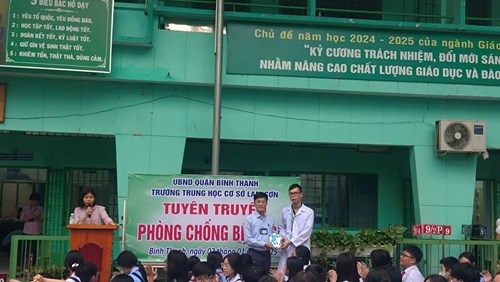 5 ĐIỀU BÁC HỒ DẠY
1: YÊU TỔ QUỐC, YÊU ĐỒNG BÀO.
2: HỌC TẬP TỐT, LAO ĐỘNG TỐT.
3: ĐOÀN KẾT TỐT, KỶ LUẬT TỐT.
4: GIỮ GÌN VỆ SINH THẬT TỐT.
5: KHIÊM TỐN, THẬT THÀ, DŨNG CẢM.
Chủ đề năm học 2024 - 2025 của ngành Giáo
"KỶ CƯƠNG TRÁCH NHIỆM, ĐỔI MỚI SÁN
NHẰM NÂNG CAO CHẤT LƯỢNG GIÁO DỤC VÀ ĐÀO
UBND QUẬN BÌNH THẠNH
TRƯỜNG TRUNG HỌC CƠ SỞ LAM SƠN
TUYÊN TRUYỀ
PHÒNG CHỐNG
Bình Thạnh, ngày